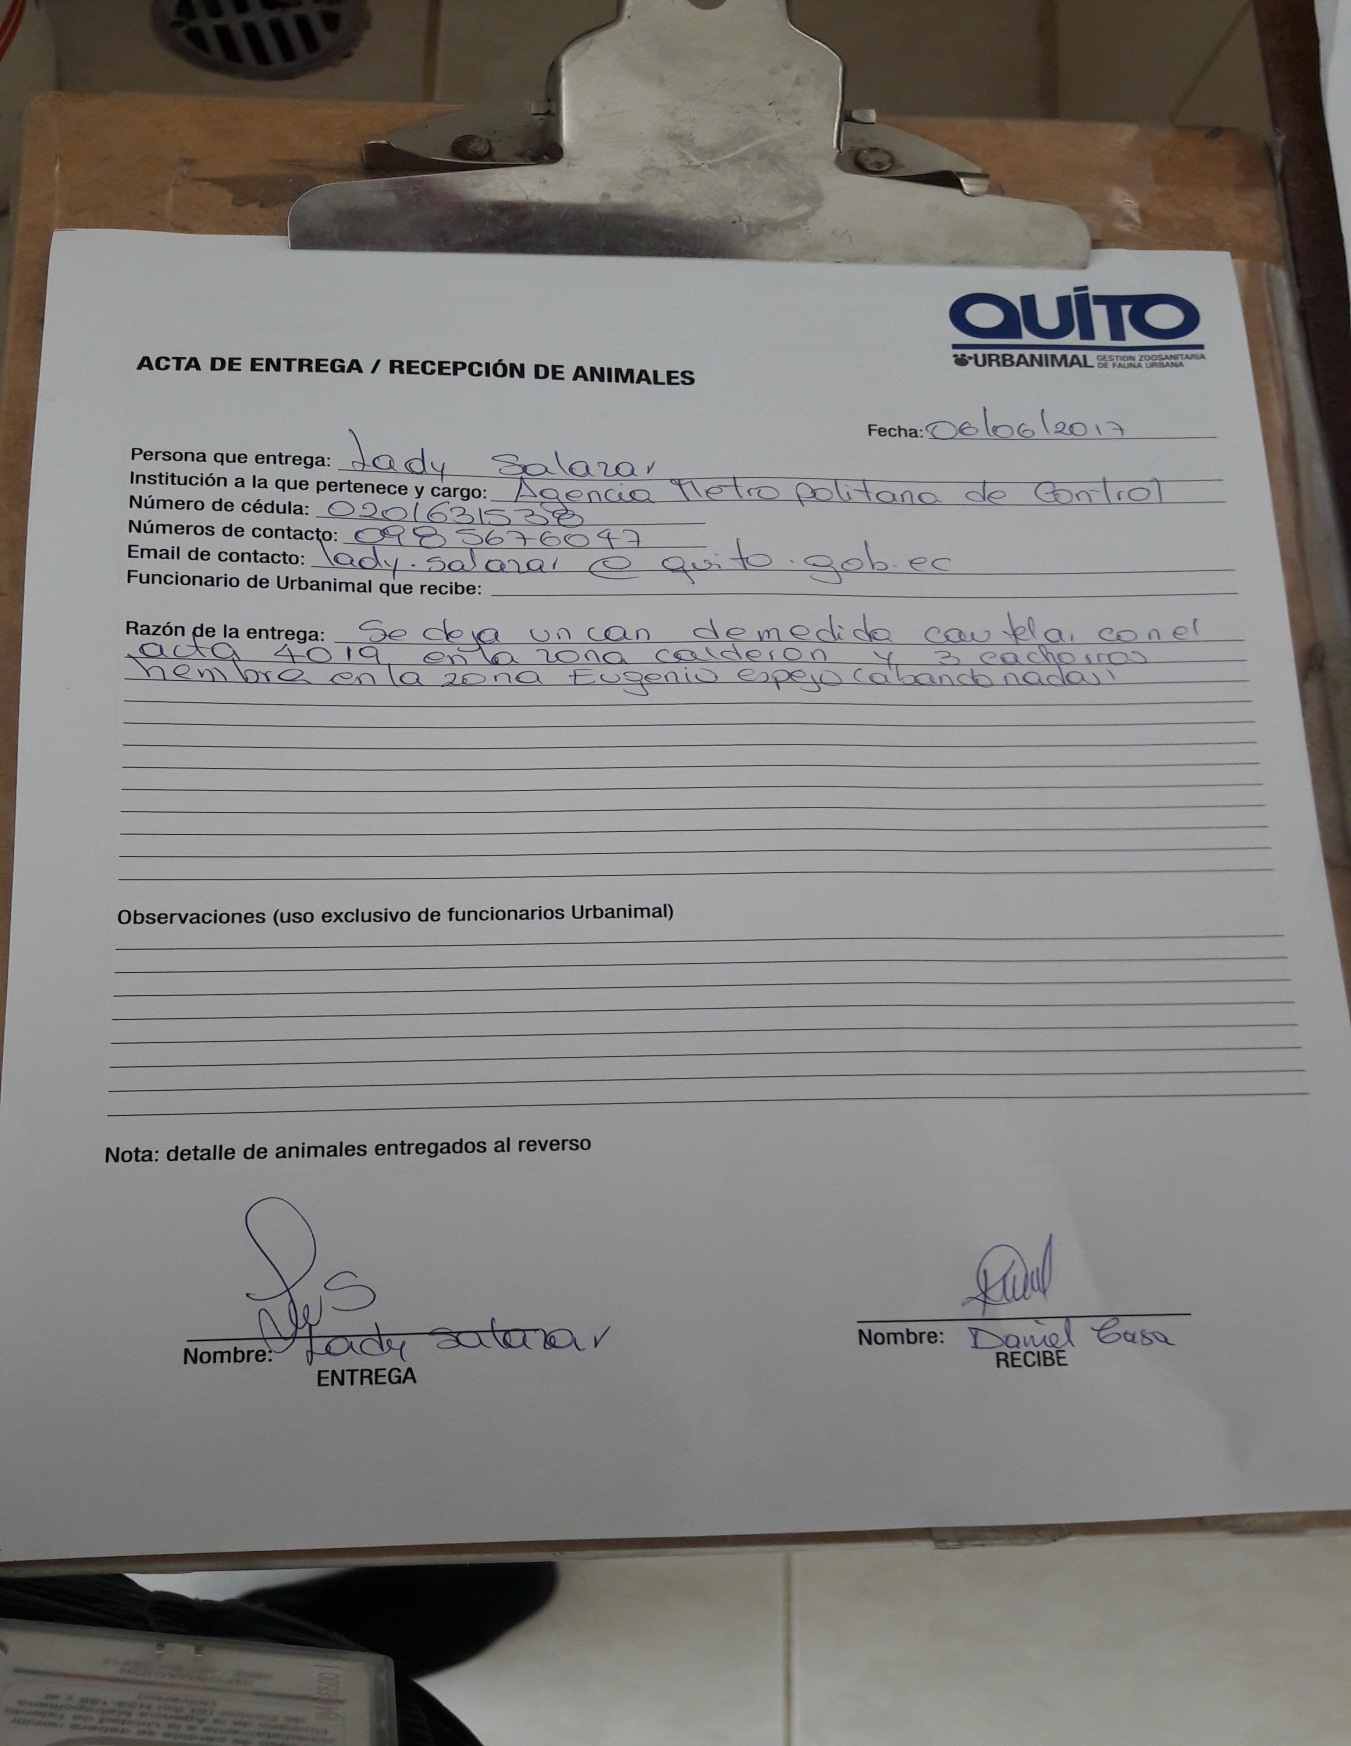 QUITO
URBANIMAL GESTIÓN ZOOSANITARIA
DE FAUNA URBANA
ACTA DE ENTREGA / RECEPCIÓN DE ANIMALES
Fecha: 06/06/2017
Persona que entrega: Lady Salazar
Institución a la que pertenece y cargo: Agencia Metropolitana de Control
Número de cédula: 0201631538
Números de contacto: 0985676047
Email de contacto: lady.salazar@quito.gob.ec
Funcionario de Urbanimal que recibe:
Razón de la entrega: Se deja un can de medida cautelar con el
acta 4019 en la zona calderon y 3 cachorros
hembra en la zona Eugenio espejo (abandonadas)
Observaciones (uso exclusivo de funcionarios Urbanimal)
Nota: detalle de animales entregados al reverso
Nombre: Lady Salazar
ENTREGA
Nombre: Daniel Casa
RECIBE